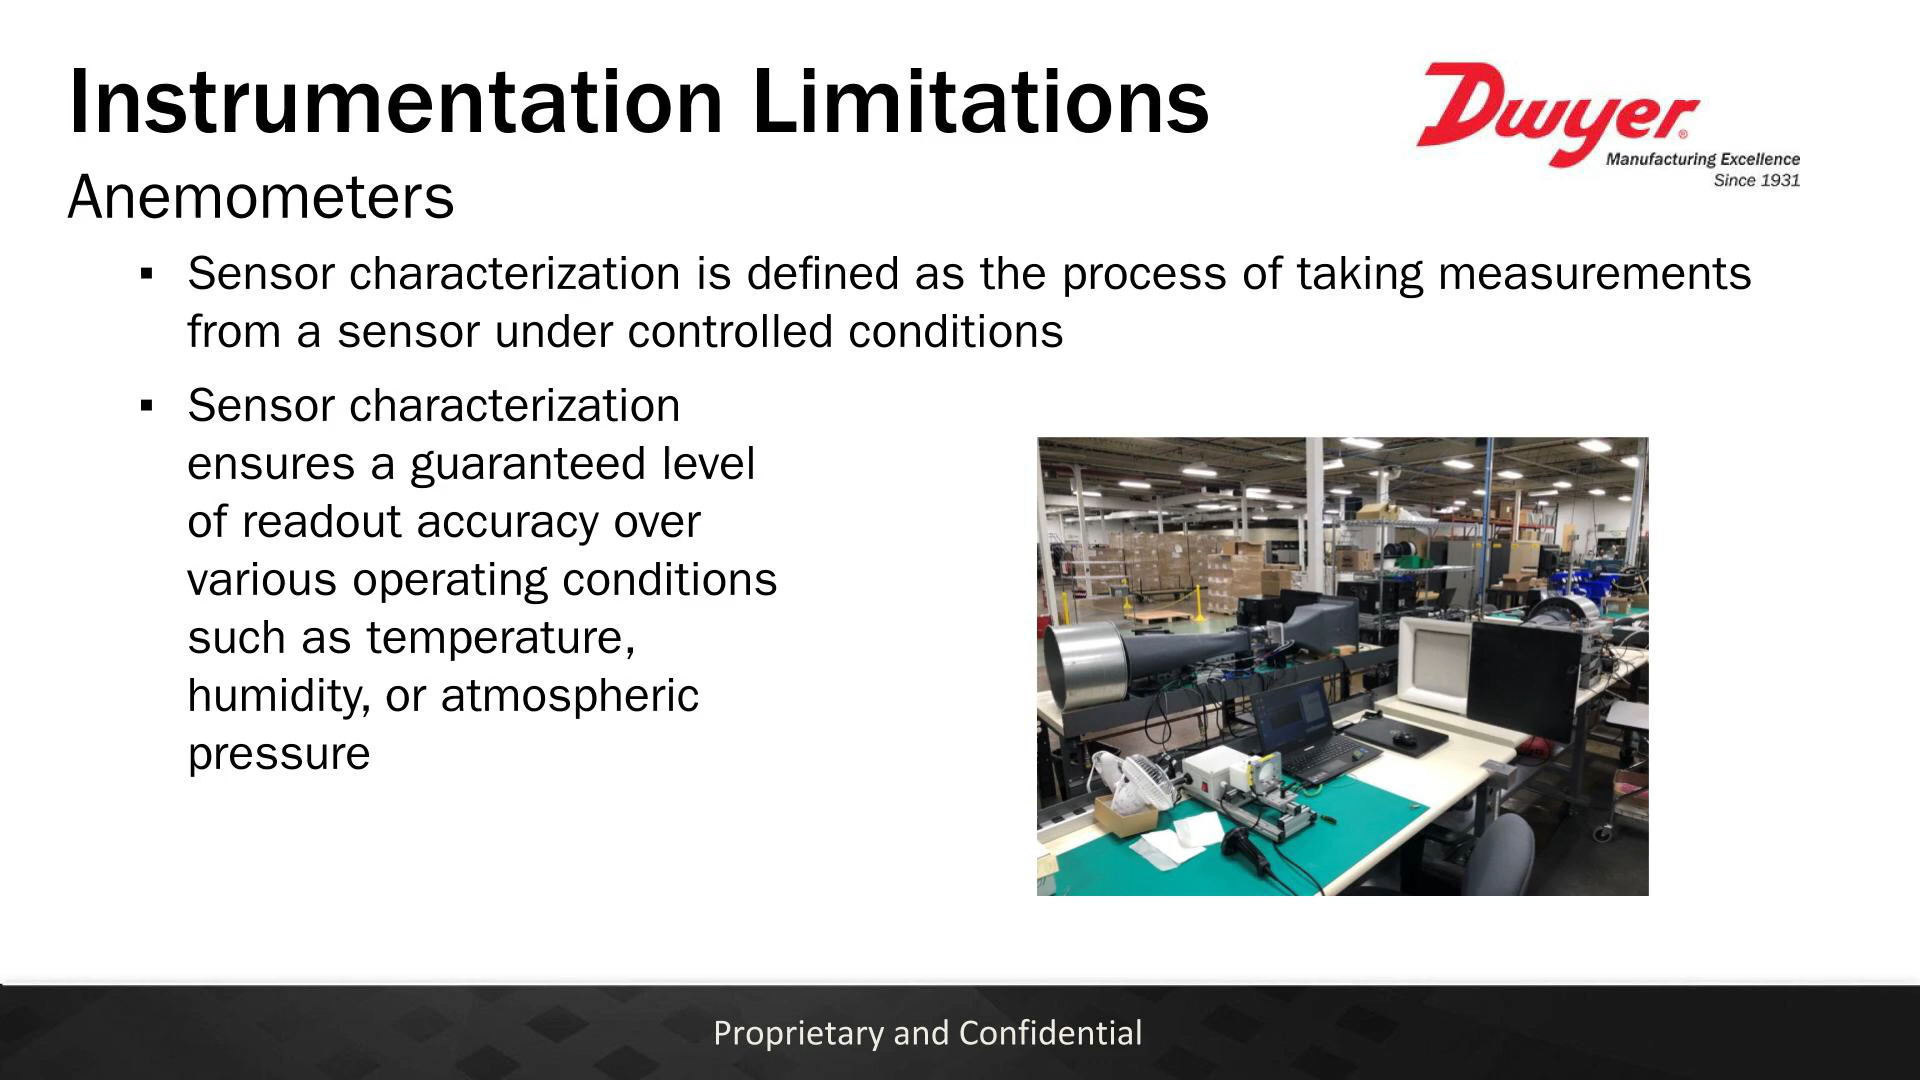 Instrumentation Limitations
Dwyer®
Manufacturing Excellence
Since 1931
Anemometers
▪ Sensor characterization is defined as the process of taking measurements
from a sensor under controlled conditions
▪ Sensor characterization
ensures a guaranteed level
of readout accuracy over
various operating conditions
such as temperature,
humidity, or atmospheric
pressure
Proprietary and Confidential